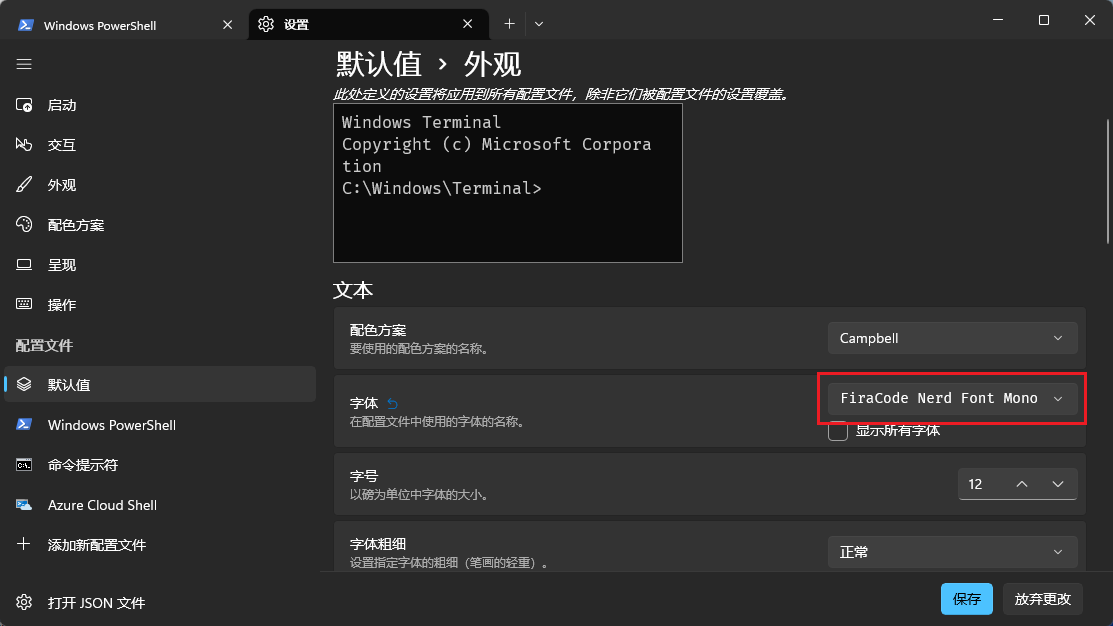 Windows PowerShell
设置
启动
交互
外观
配色方案
呈现
操作
配置文件
默认值
Windows PowerShell
命令提示符
Azure Cloud Shell
添加新配置文件
打开 JSON 文件
默认值 › 外观
此处定义的设置将应用到所有配置文件，除非它们被配置文件的设置覆盖。
Windows Terminal
Copyright (c) Microsoft Corpora
tion
C:\Windows\Terminal>
文本
配色方案
要使用的配色方案的名称。
Campbell
字体
在配置文件中使用的字体的名称。
FiraCode Nerd Font Mono
显示所有字体
字号
以磅为单位中字体的大小。
12
字体粗细
设置指定字体的粗细（笔画的轻重）。
正常
保存
放弃更改